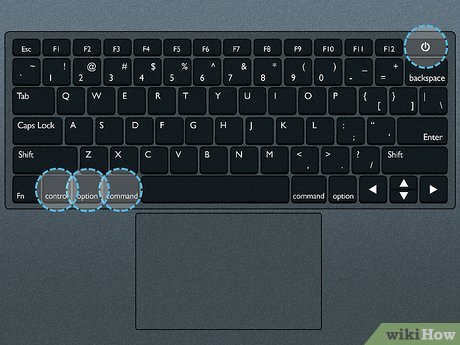 Esc F1 F2 F3 F4 F5 F6 F7 F8 F9 F10 F11 F12
~ ` ! 1 @ 2 # 3 $ 4 % 5 ^ 6 & 7 * 8 ( 9 ) 0 _ - + = backspace
Tab Q W E R T Y U I O P { [ } ] | \
Caps Lock A S D F G H J K L : ; " ' Enter
Shift Z X C V B N M < , > . ? / Shift
Fn control option command command option
wikiHow